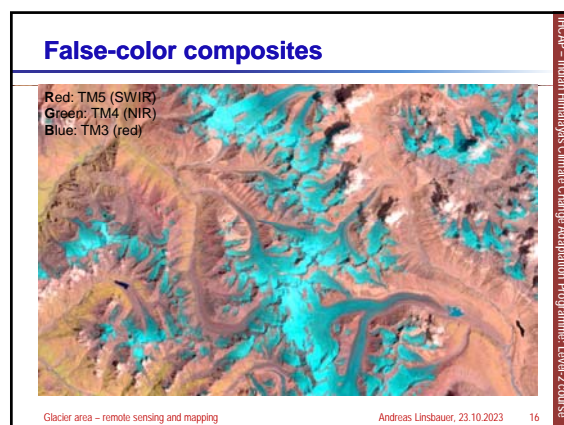 False-color composites
Red: TM5 (SWIR)
Green: TM4 (NIR)
Blue: TM3 (red)
Glacier area – remote sensing and mapping
Andreas Linsbauer, 23.10.2023
16
IHCAP – Indian Himalayas Climate Change Adaptation Programme: Level-2 course